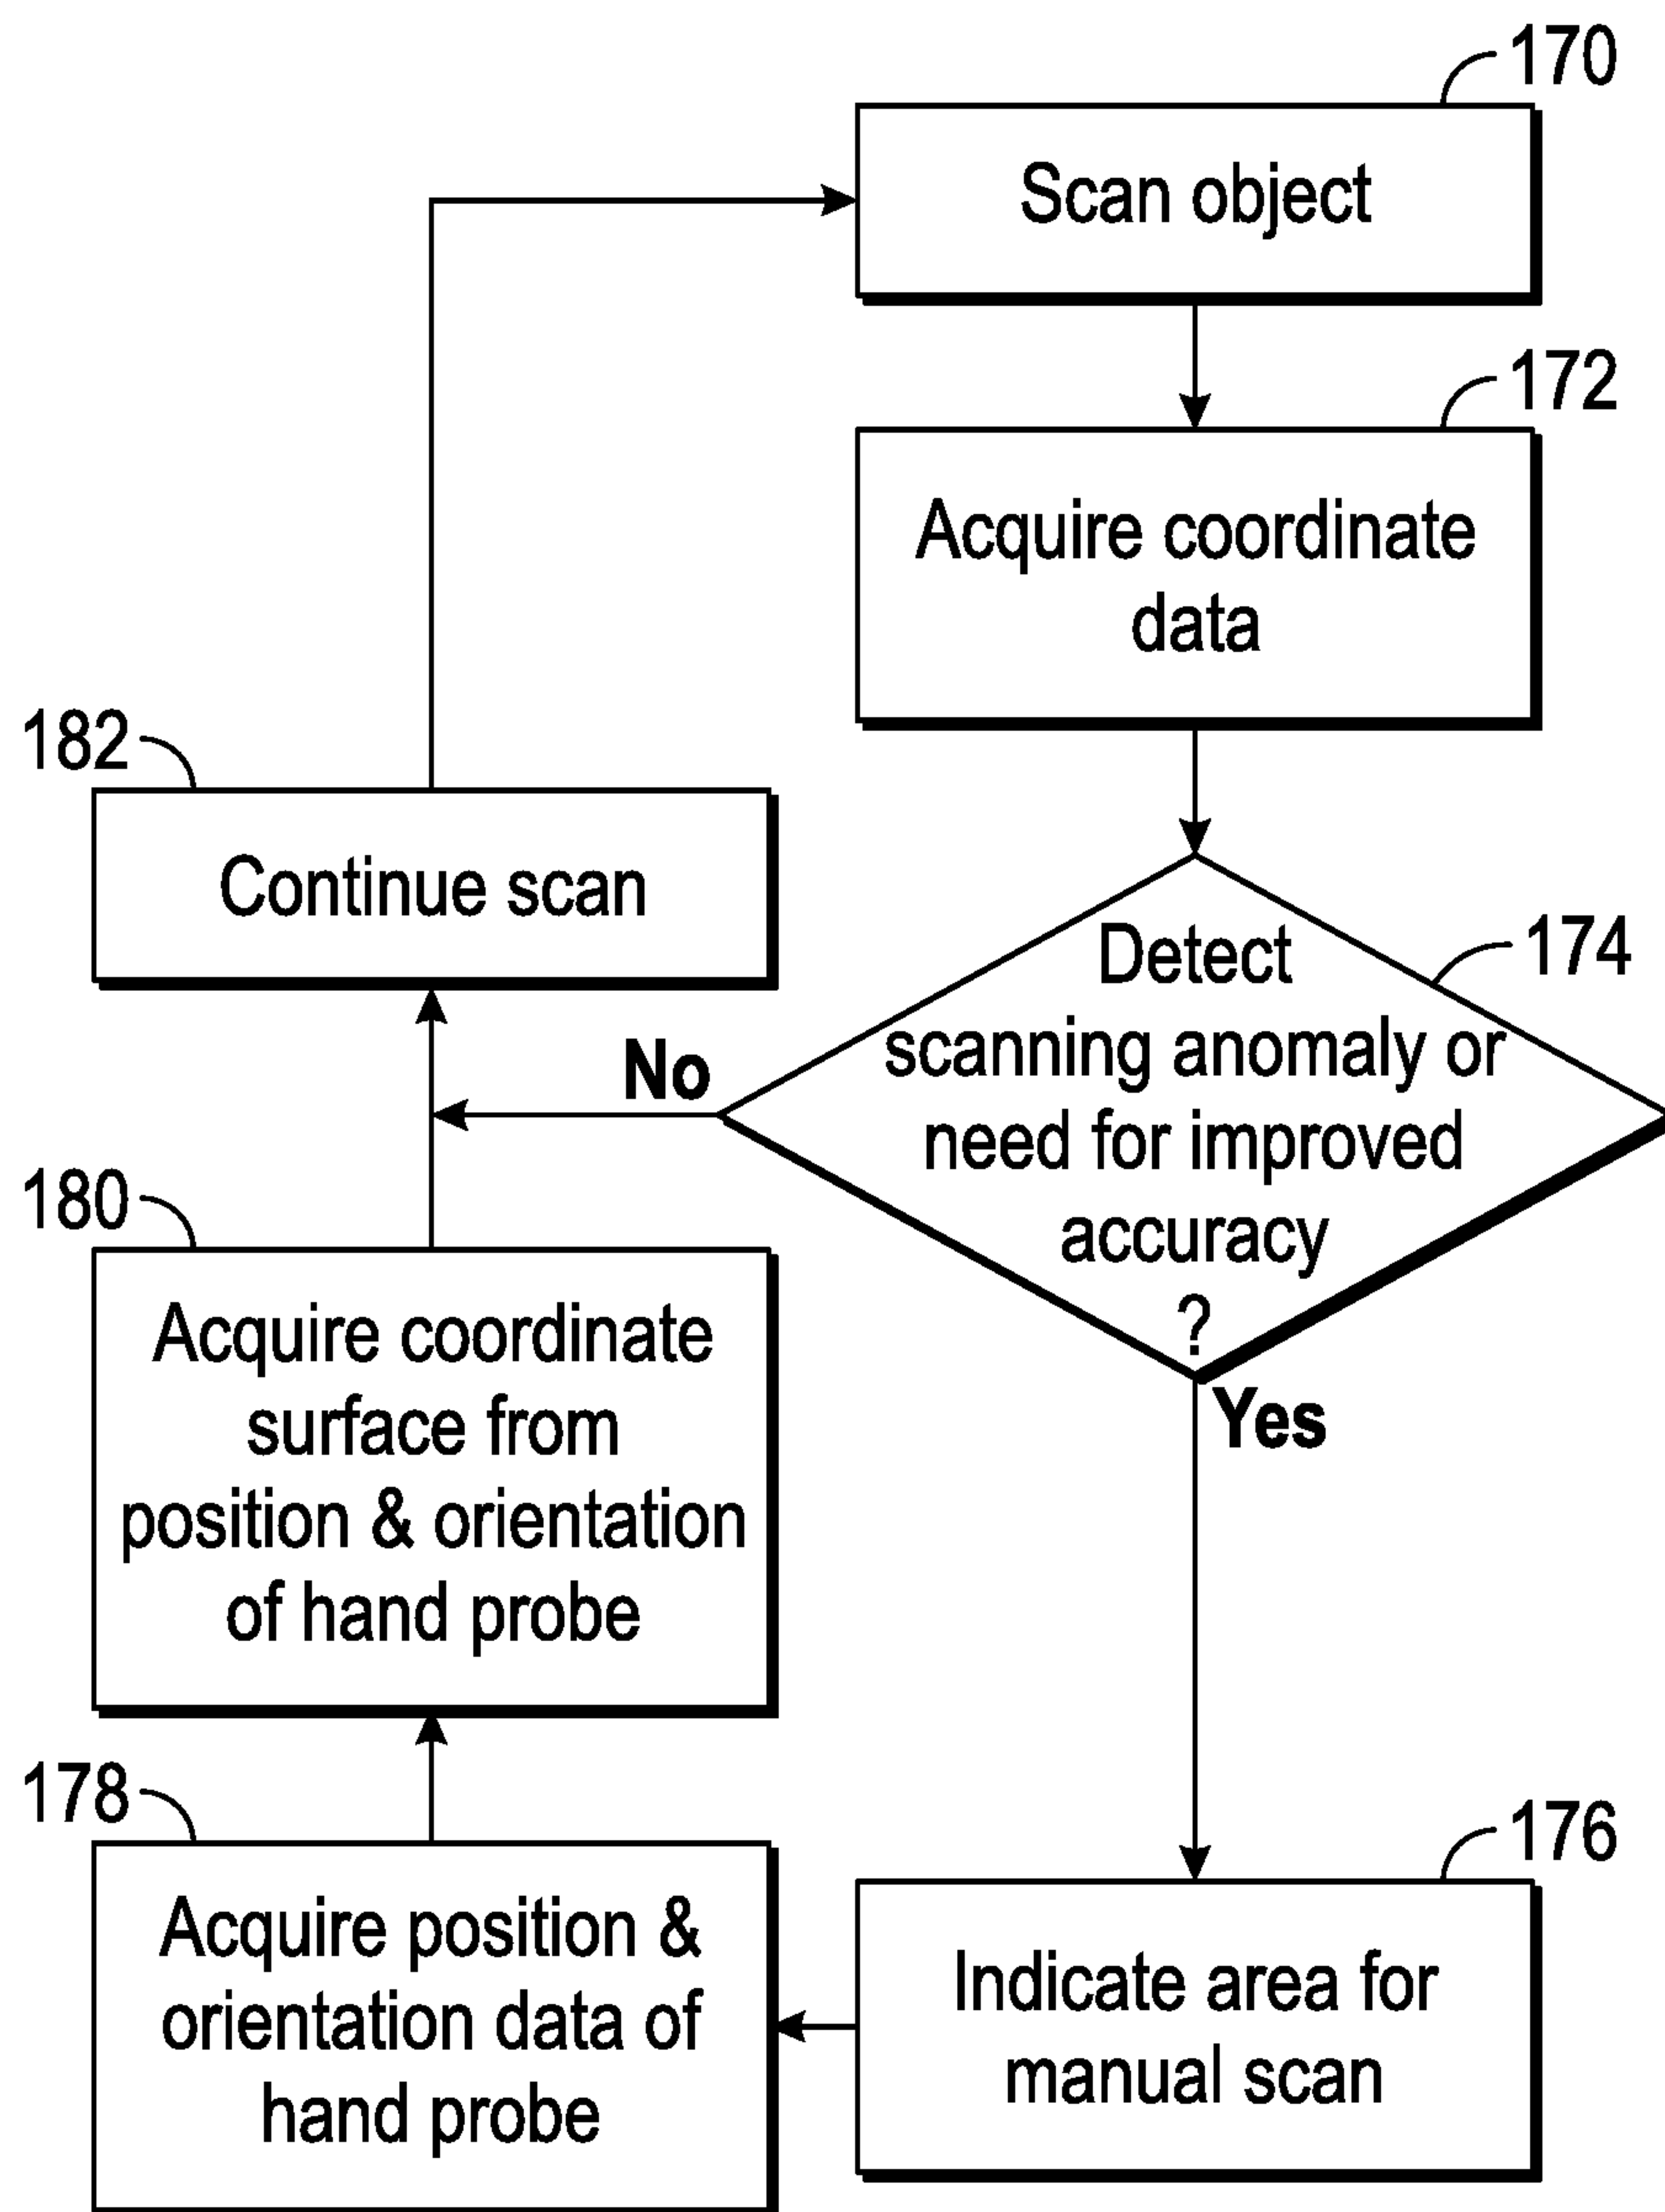 170
Scan object
172
Acquire coordinate
data
182
Continue scan
174
Detect
scanning anomaly or
need for improved
accuracy
?
No
Yes
180
Acquire coordinate
surface from
position & orientation
of hand probe
178
Acquire position &
orientation data of
hand probe
176
Indicate area for
manual scan